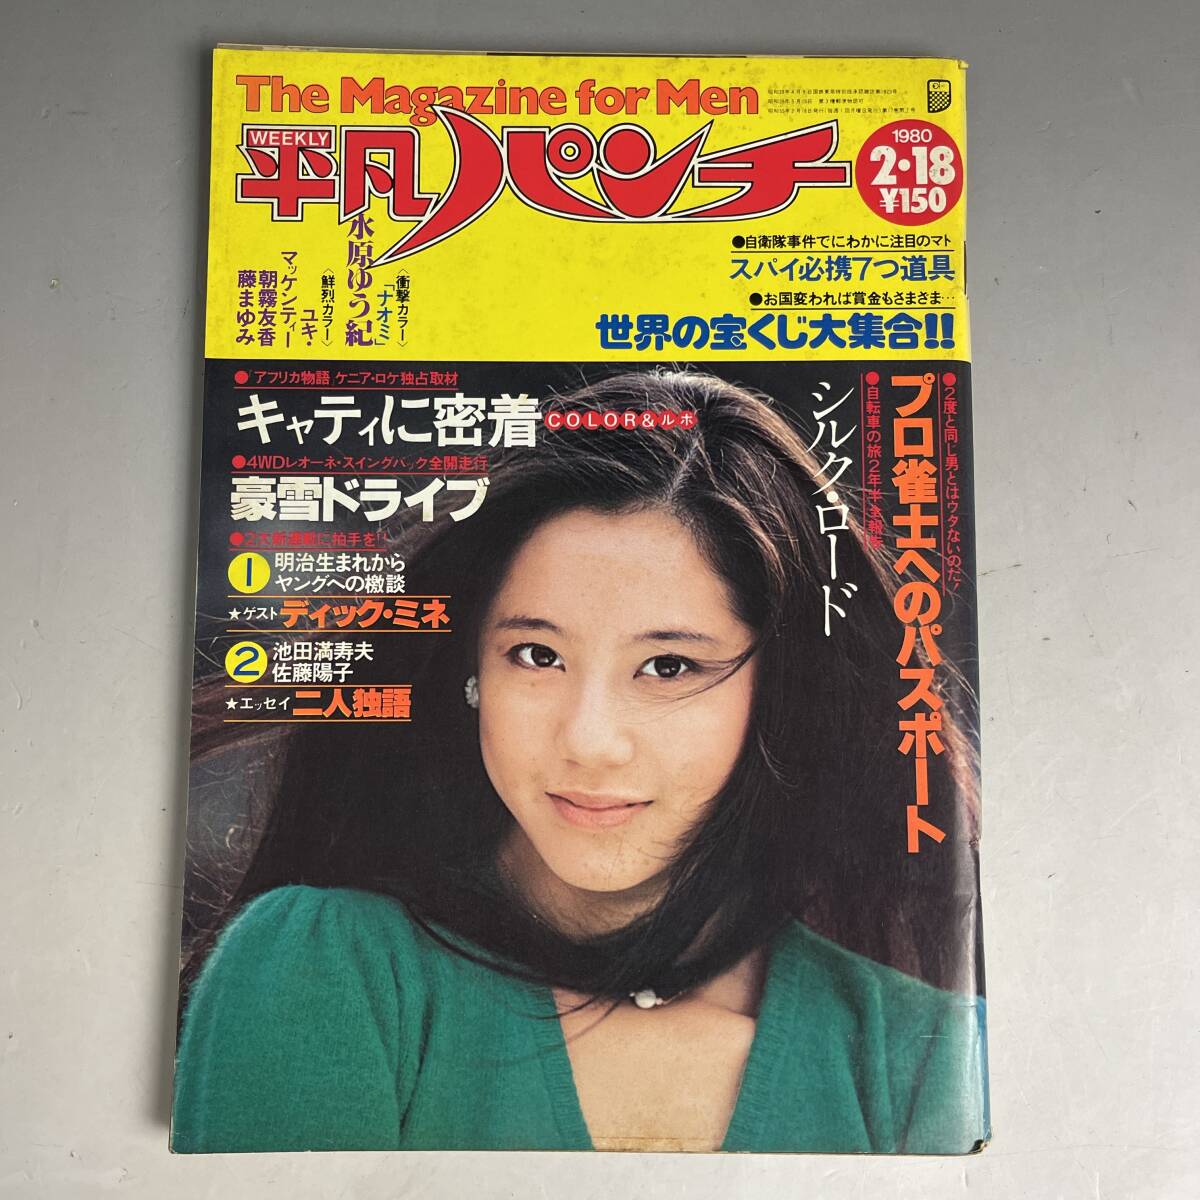 The Magazine for Men
WEEKLY
平凡パンチ
1980
2・18
¥150
●自衛隊事件でにわかに注目のマト
スパイ必携7つ道具
●お国変われば賞金もさまざま…
世界の宝くじ大集合!!
〈衝撃カラー〉
「ナオミ」
水原ゆう紀
〈鮮烈カラー〉
ユキ・
マッケンティー
朝霧友香
藤まゆみ
●「アフリカ物語」ケニア・ロケ独占取材
キャティに密着
COLOR&ルポ
●4WDレオーネ・スイングバック全開走行
豪雪ドライブ
●2大新連載に拍手を!!
1 明治生まれから
ヤングへの檄談
★ゲスト ディック・ミネ
2 池田満寿夫
佐藤陽子
★エッセイ 二人独語
●2度と同じ男とはウタないのだ!
プロ雀士へのパスポート
●自転車の旅2年半全報告
シルク・ロード